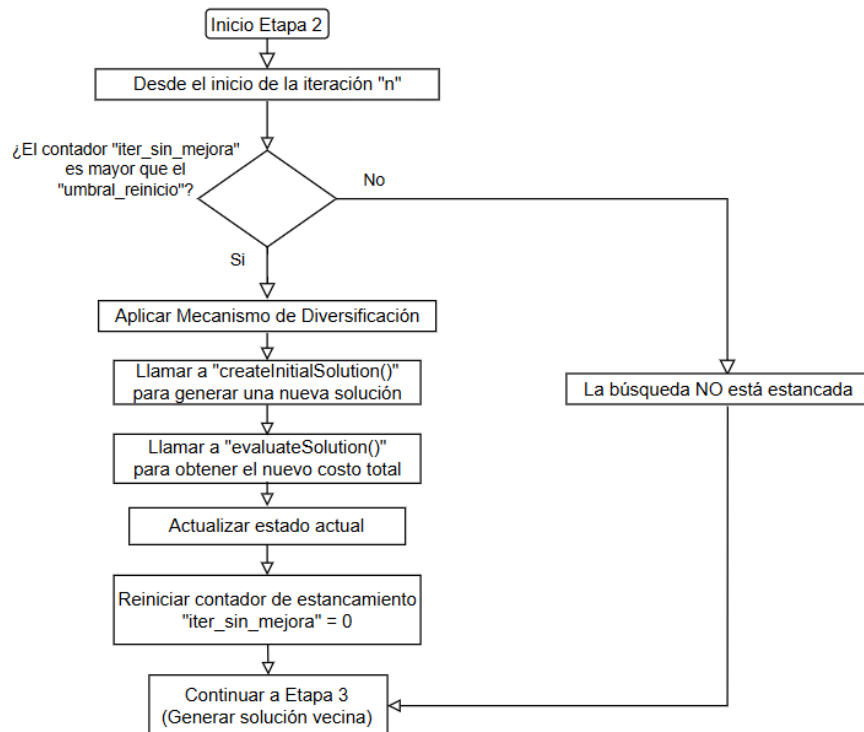 Inicio Etapa 2
Desde el inicio de la iteración "n"
¿El contador "iter_sin_mejora"
es mayor que el
"umbral_reinicio"?
No
Si
Aplicar Mecanismo de Diversificación
Llamar a "createInitialSolution()"
para generar una nueva solución
La búsqueda NO está estancada
Llamar a "evaluateSolution()"
para obtener el nuevo costo total
Actualizar estado actual
Reiniciar contador de estancamiento
"iter_sin_mejora" = 0
Continuar a Etapa 3
(Generar solución vecina)